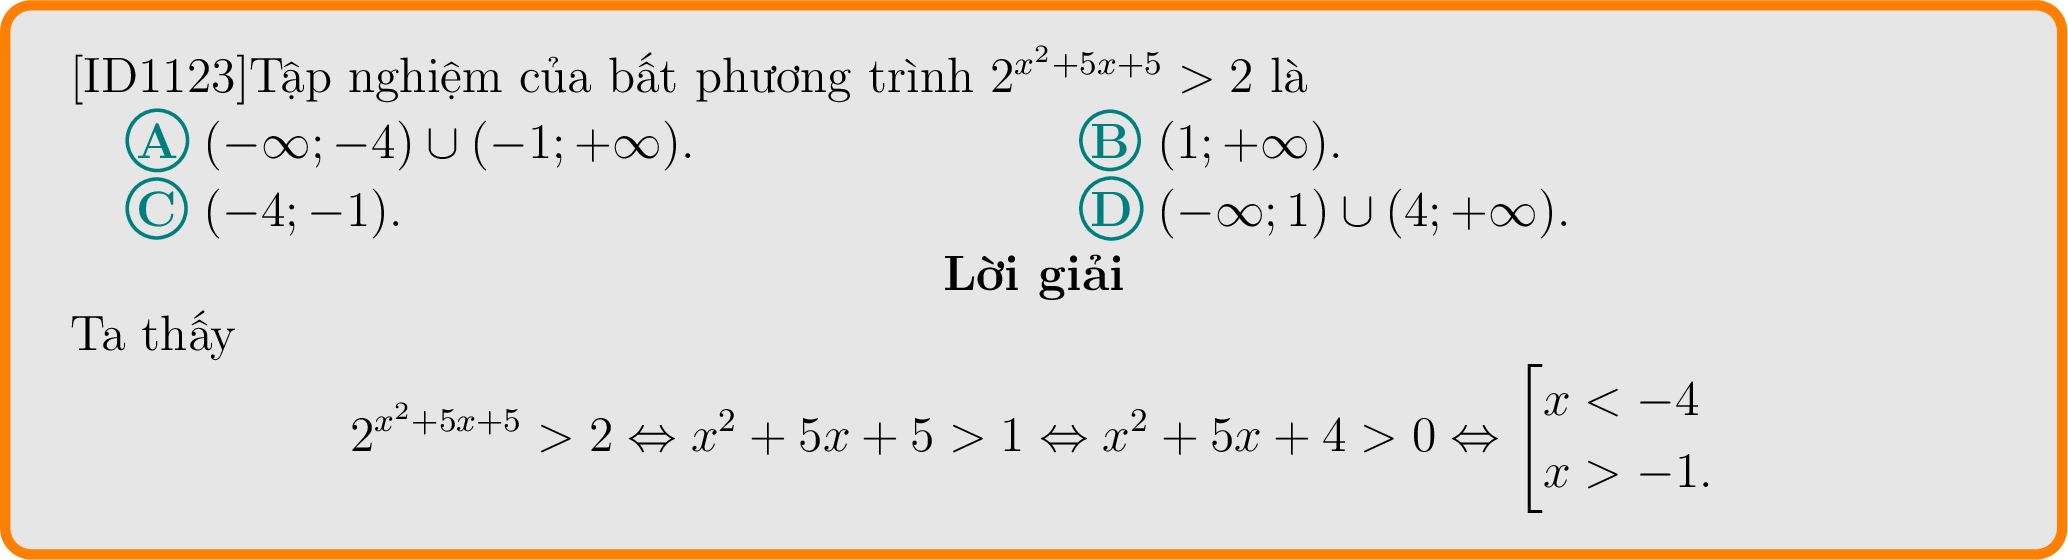 [ID1123]Tập nghiệm của bất phương trình $2^{x^2+5x+5} > 2$ là
Ⓐ $(-\infty; -4) \cup (-1; +\infty)$. Ⓑ $(1; +\infty)$.
Ⓒ $(-4; -1)$. Ⓓ $(-\infty; 1) \cup (4; +\infty)$.
Lời giải
Ta thấy
$2^{x^2+5x+5} > 2 \Leftrightarrow x^2 + 5x + 5 > 1 \Leftrightarrow x^2 + 5x + 4 > 0 \Leftrightarrow \left[\begin{array}{l} x < -4 \\ x > -1. \end{array}\right.$